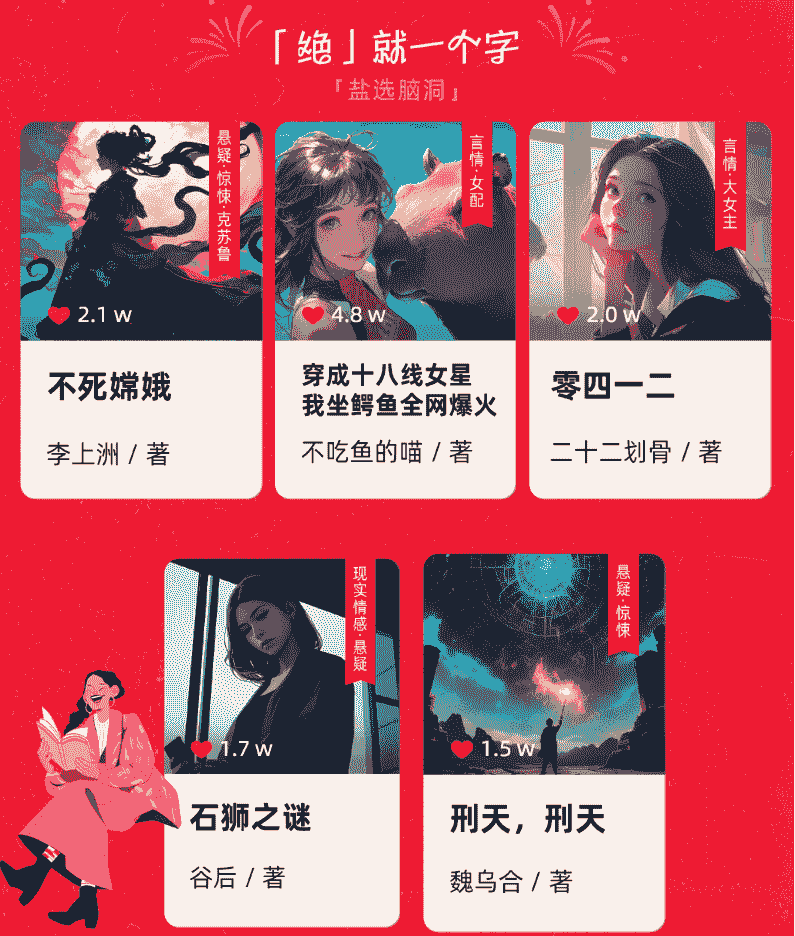 「绝」就一个字
『盐选脑洞』
悬疑·惊悚·克苏鲁
2.1 w
不死嫦娥
李上洲 / 著
言情·女配
4.8 w
穿成十八线女星
我坐鳄鱼全网爆火
不吃鱼的喵 / 著
言情·大女主
2.0 w
零四一二
二十二划骨 / 著
现实情感·悬疑
1.7 w
石狮之谜
谷后 / 著
悬疑·惊悚
1.5 w
刑天，刑天
魏乌合 / 著